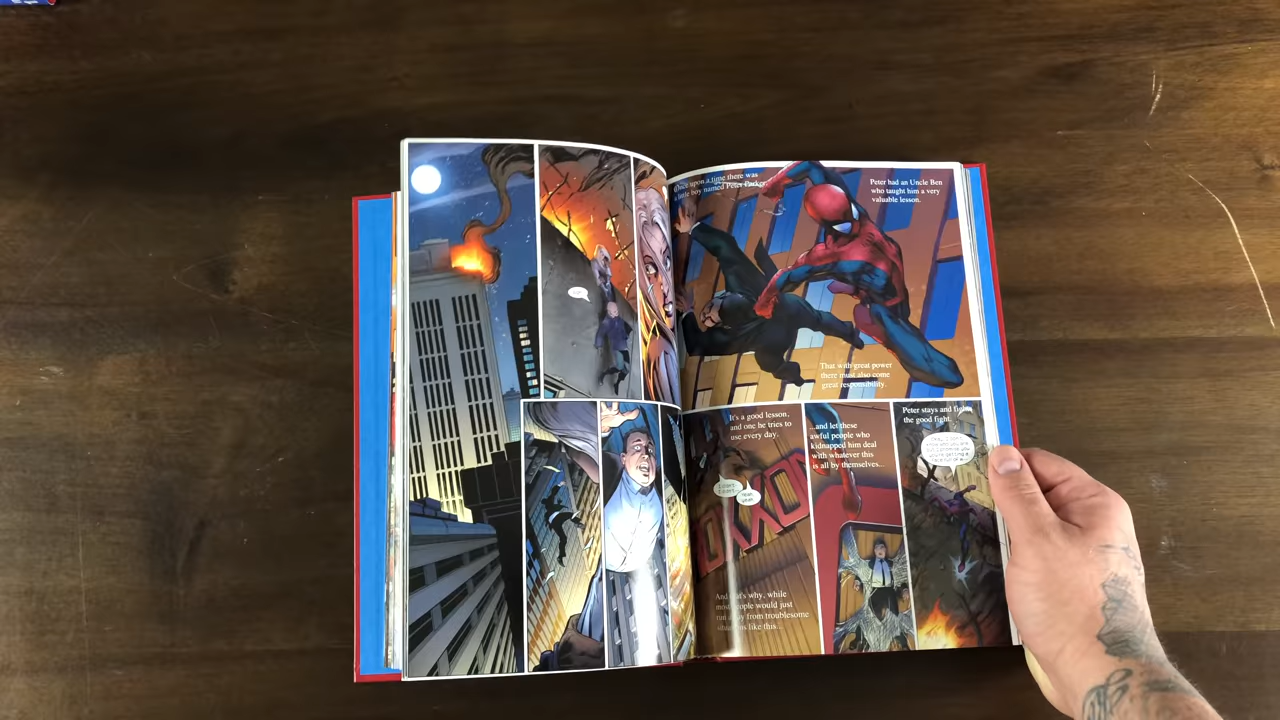 Once upon a time there was
a little boy named Peter Parker.
Peter had an Uncle Ben
who taught him a very
valuable lesson.
That with great power
there must also come
great responsibility.
It's a good lesson,
and one he tries to
use every day.
OXXON
And that's why, while
most people would just
run away from troublesome
situations like this...
...and let these
awful people who
kidnapped him deal
with whatever this
is all by themselves...
Peter stays and fights
the good fight.